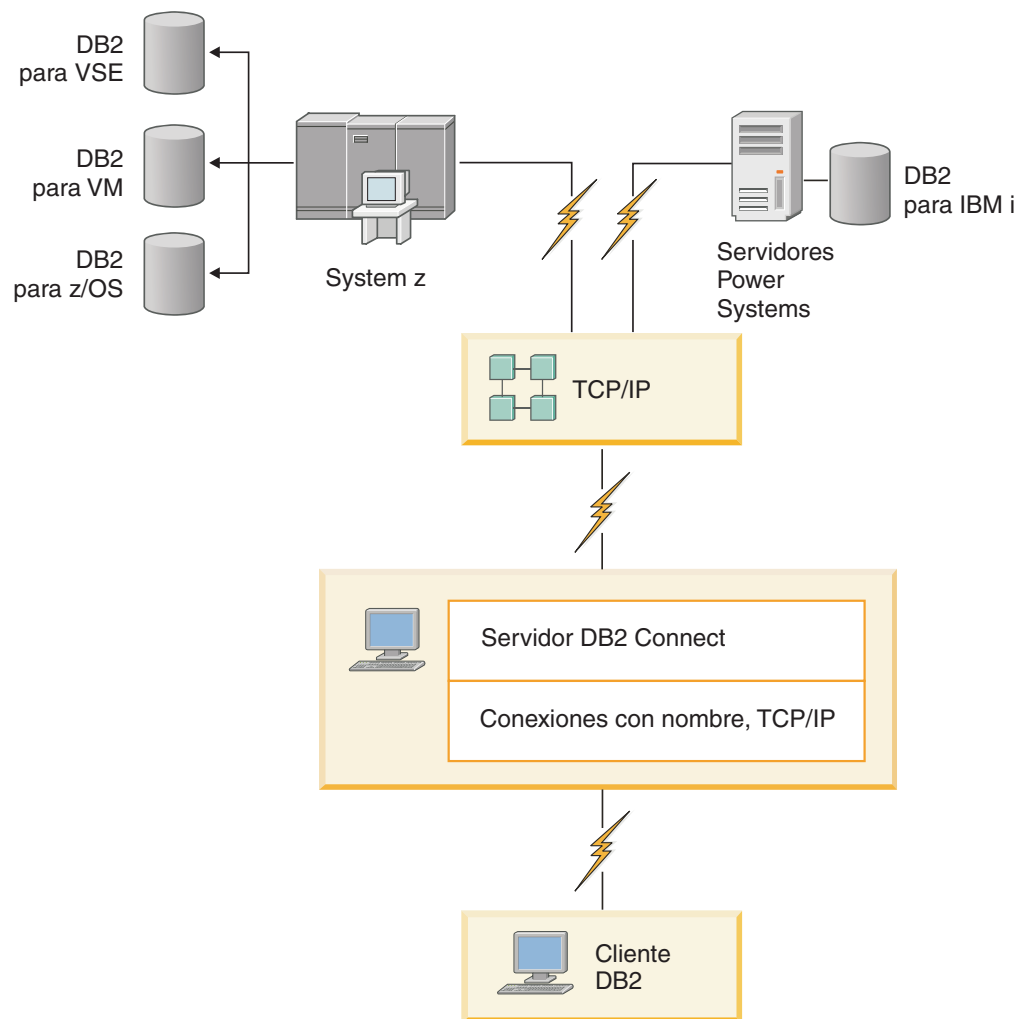 DB2
para VSE
DB2
para VM
DB2
para z/OS
System z
Servidores
Power
Systems
DB2
para IBM i
TCP/IP
Servidor DB2 Connect
Conexiones con nombre, TCP/IP
Cliente
DB2